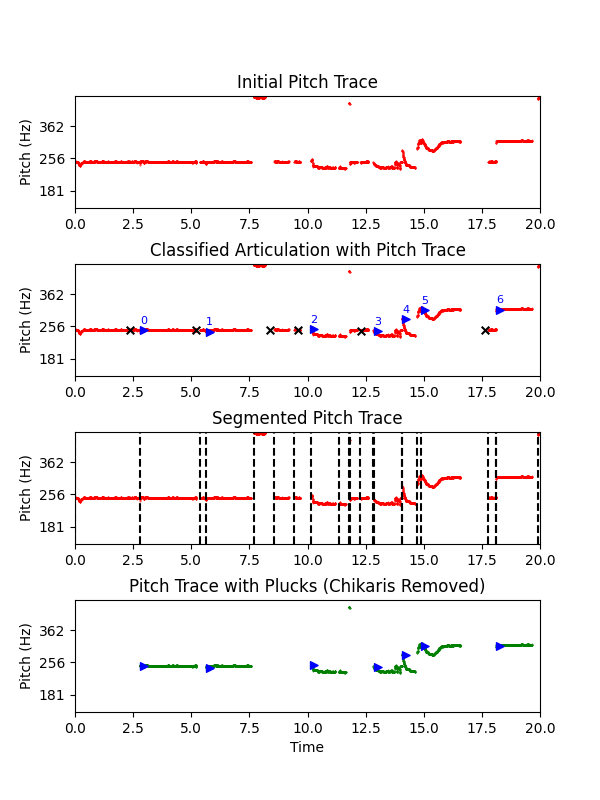 Initial Pitch Trace
Pitch (Hz)
362
256
181
0.0 2.5 5.0 7.5 10.0 12.5 15.0 17.5 20.0
Classified Articulation with Pitch Trace
Pitch (Hz)
362
256
181
0 1 2 3 4 5 6
0.0 2.5 5.0 7.5 10.0 12.5 15.0 17.5 20.0
Segmented Pitch Trace
Pitch (Hz)
362
256
181
0.0 2.5 5.0 7.5 10.0 12.5 15.0 17.5 20.0
Pitch Trace with Plucks (Chikaris Removed)
Pitch (Hz)
362
256
181
0.0 2.5 5.0 7.5 10.0 12.5 15.0 17.5 20.0
Time